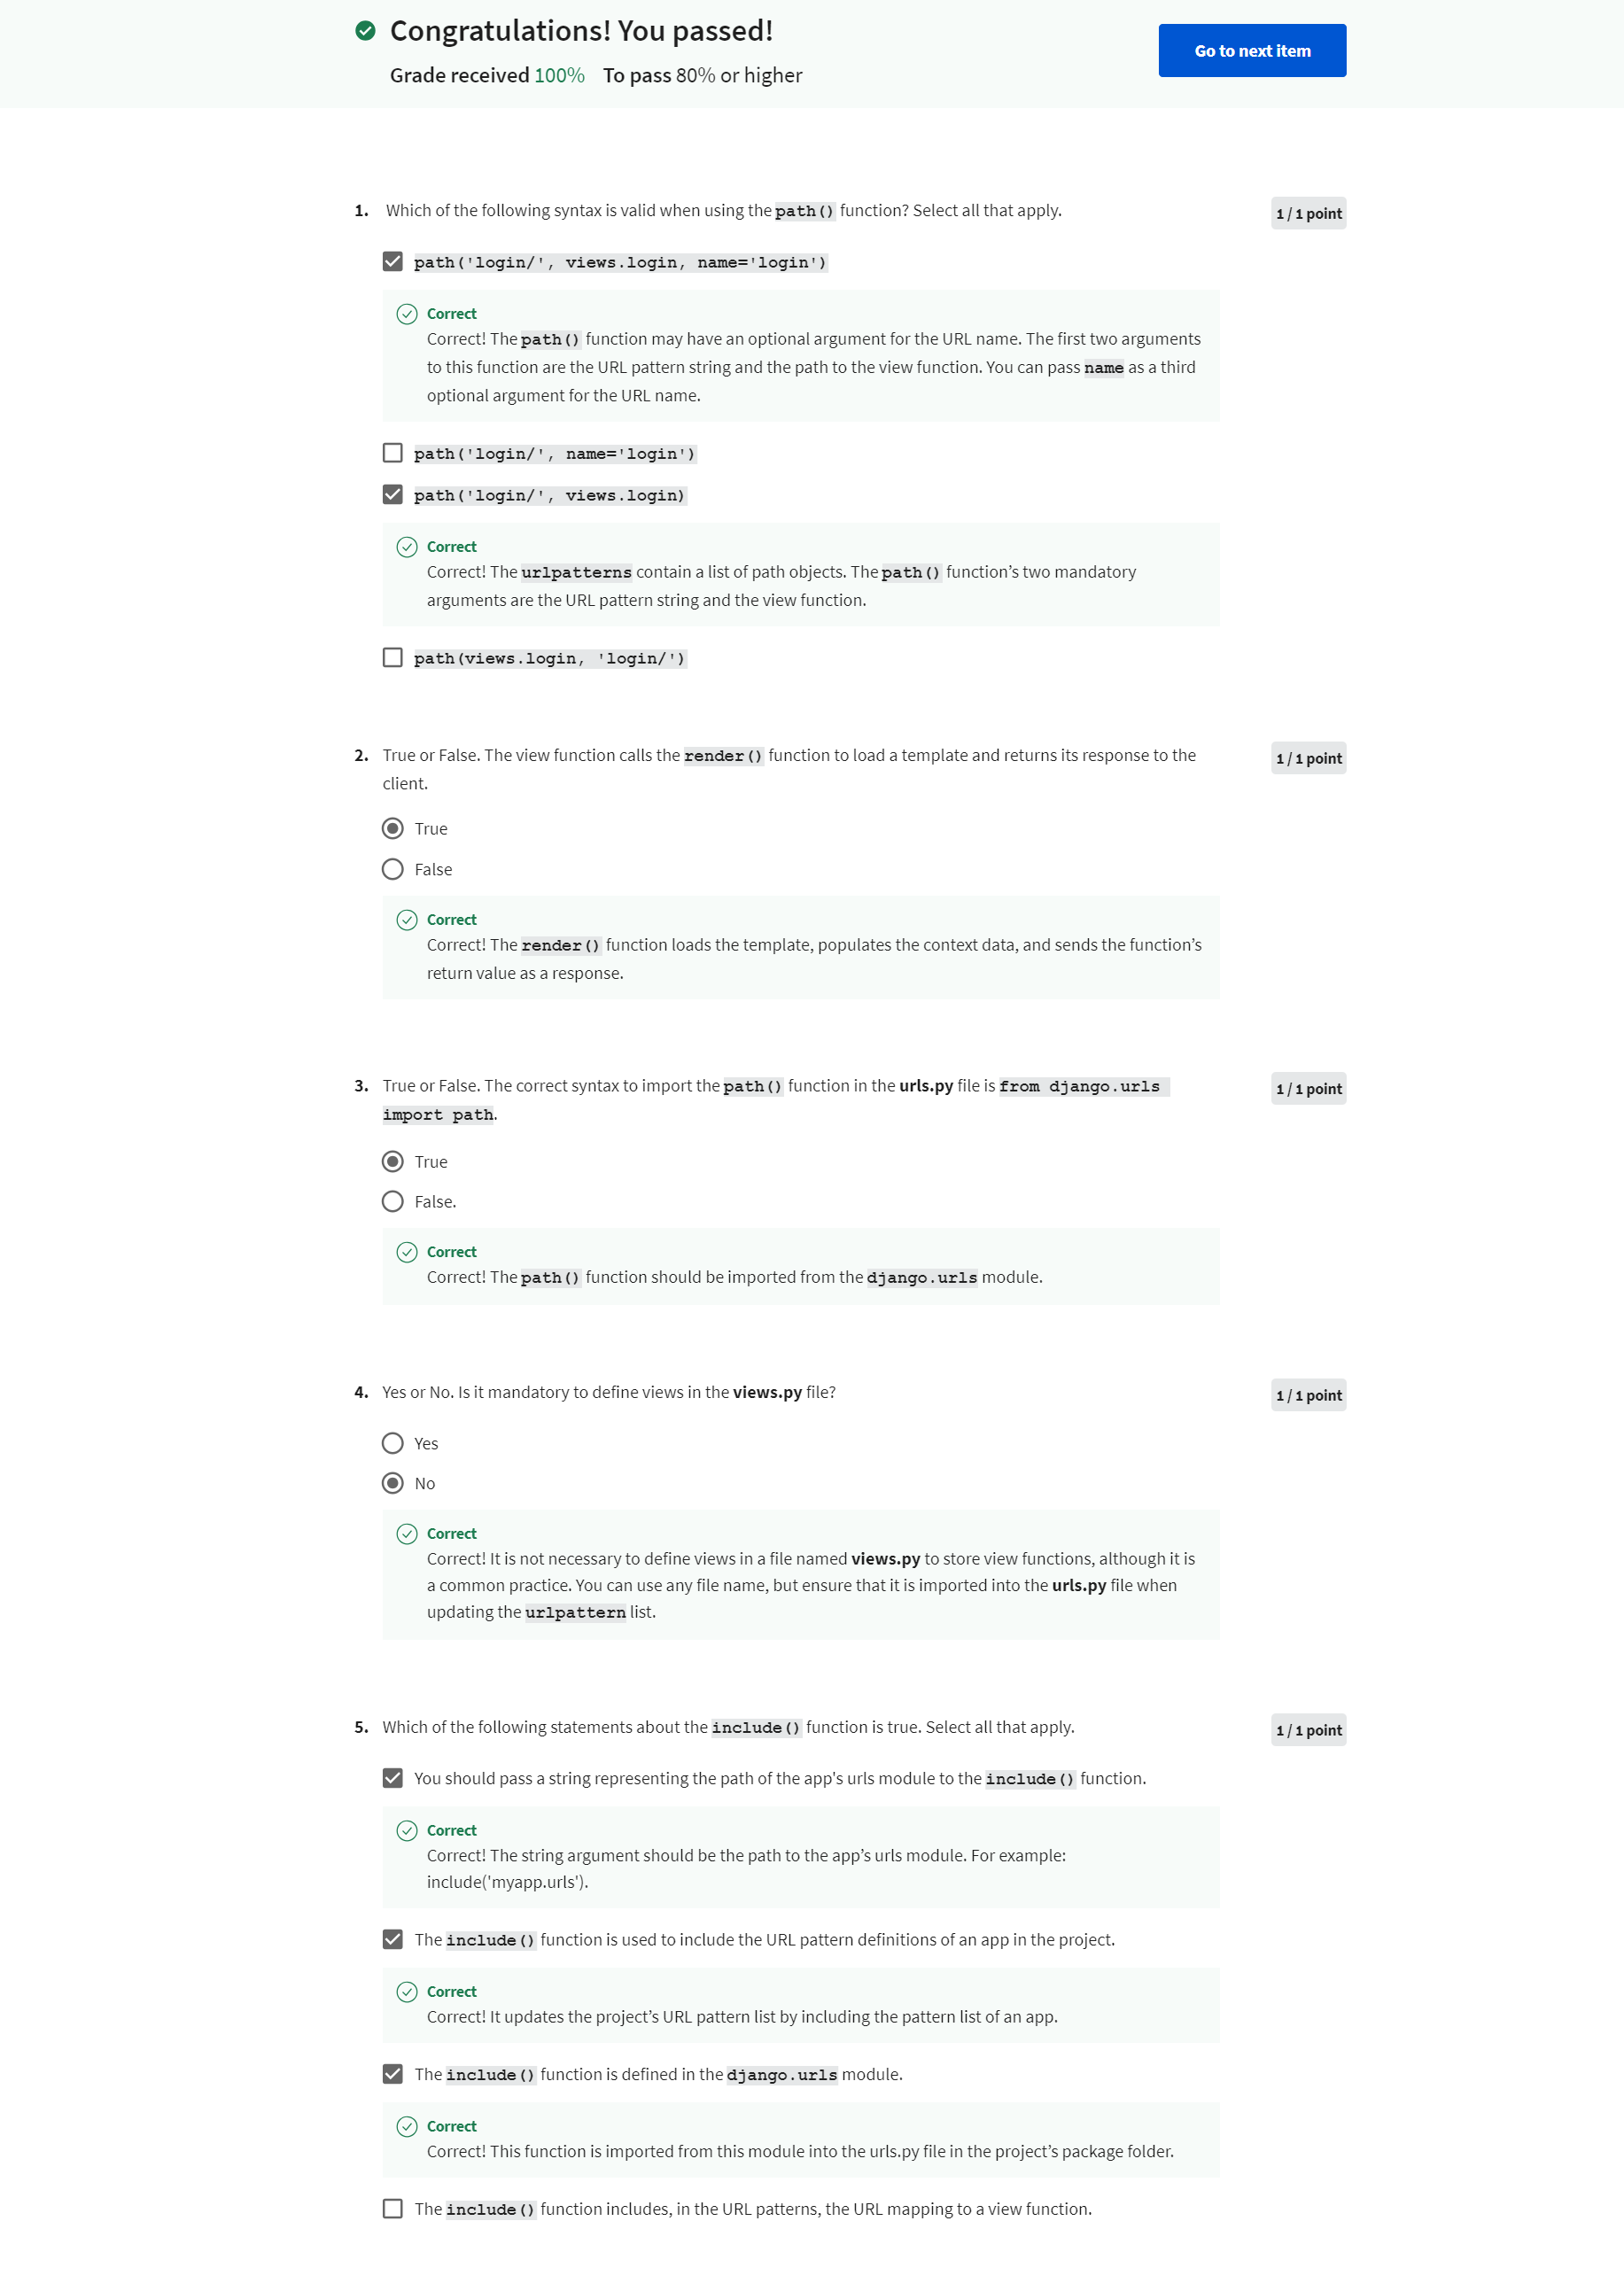 Congratulations! You passed!
Go to next item
Grade received 100% To pass 80% or higher
1. Which of the following syntax is valid when using the path() function? Select all that apply.
1 / 1 point
path('login/', views.login, name='login')
Correct
Correct! The path() function may have an optional argument for the URL name. The first two arguments
to this function are the URL pattern string and the path to the view function. You can pass name as a third
optional argument for the URL name.
path('login/', name='login')
path('login/', views.login)
Correct
Correct! The urlpatterns contain a list of path objects. The path() function’s two mandatory
arguments are the URL pattern string and the view function.
path(views.login, 'login/')
2. True or False. The view function calls the render() function to load a template and returns its response to the
client.
1 / 1 point
True
False
Correct
Correct! The render() function loads the template, populates the context data, and sends the function’s
return value as a response.
3. True or False. The correct syntax to import the path() function in the urls.py file is from django.urls
import path.
1 / 1 point
True
False.
Correct
Correct! The path() function should be imported from the django.urls module.
4. Yes or No. Is it mandatory to define views in the views.py file?
1 / 1 point
Yes
No
Correct
Correct! It is not necessary to define views in a file named views.py to store view functions, although it is
a common practice. You can use any file name, but ensure that it is imported into the urls.py file when
updating the urlpattern list.
5. Which of the following statements about the include() function is true. Select all that apply.
1 / 1 point
You should pass a string representing the path of the app's urls module to the include() function.
Correct
Correct! The string argument should be the path to the app’s urls module. For example:
include('myapp.urls').
The include() function is used to include the URL pattern definitions of an app in the project.
Correct
Correct! It updates the project’s URL pattern list by including the pattern list of an app.
The include() function is defined in the django.urls module.
Correct
Correct! This function is imported from this module into the urls.py file in the project’s package folder.
The include() function includes, in the URL patterns, the URL mapping to a view function.